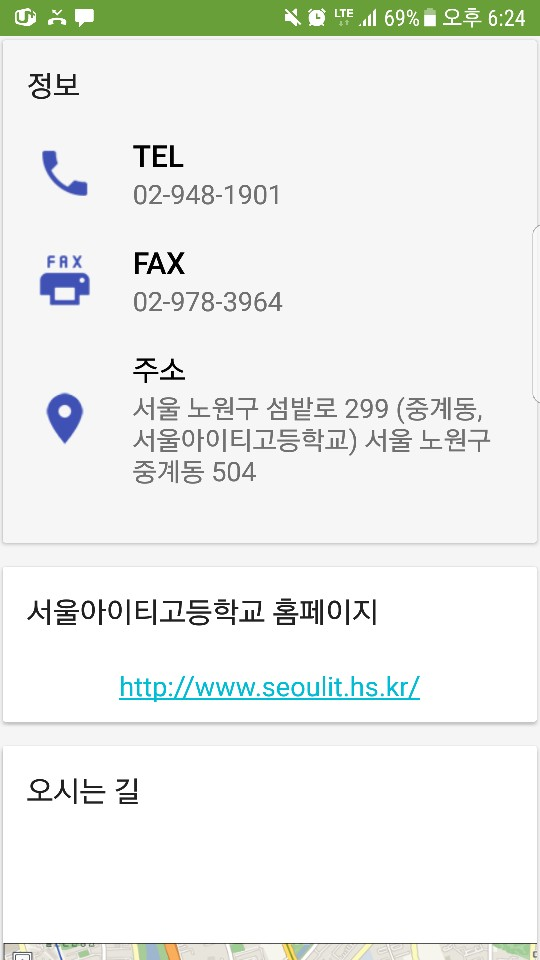 LTE 69% 오후 6:24
정보
TEL
02-948-1901
FAX
FAX
02-978-3964
주소
서울 노원구 섬밭로 299 (중계동,
서울아이티고등학교) 서울 노원구
중계동 504
서울아이티고등학교 홈페이지
http://www.seoulit.hs.kr/
오시는 길